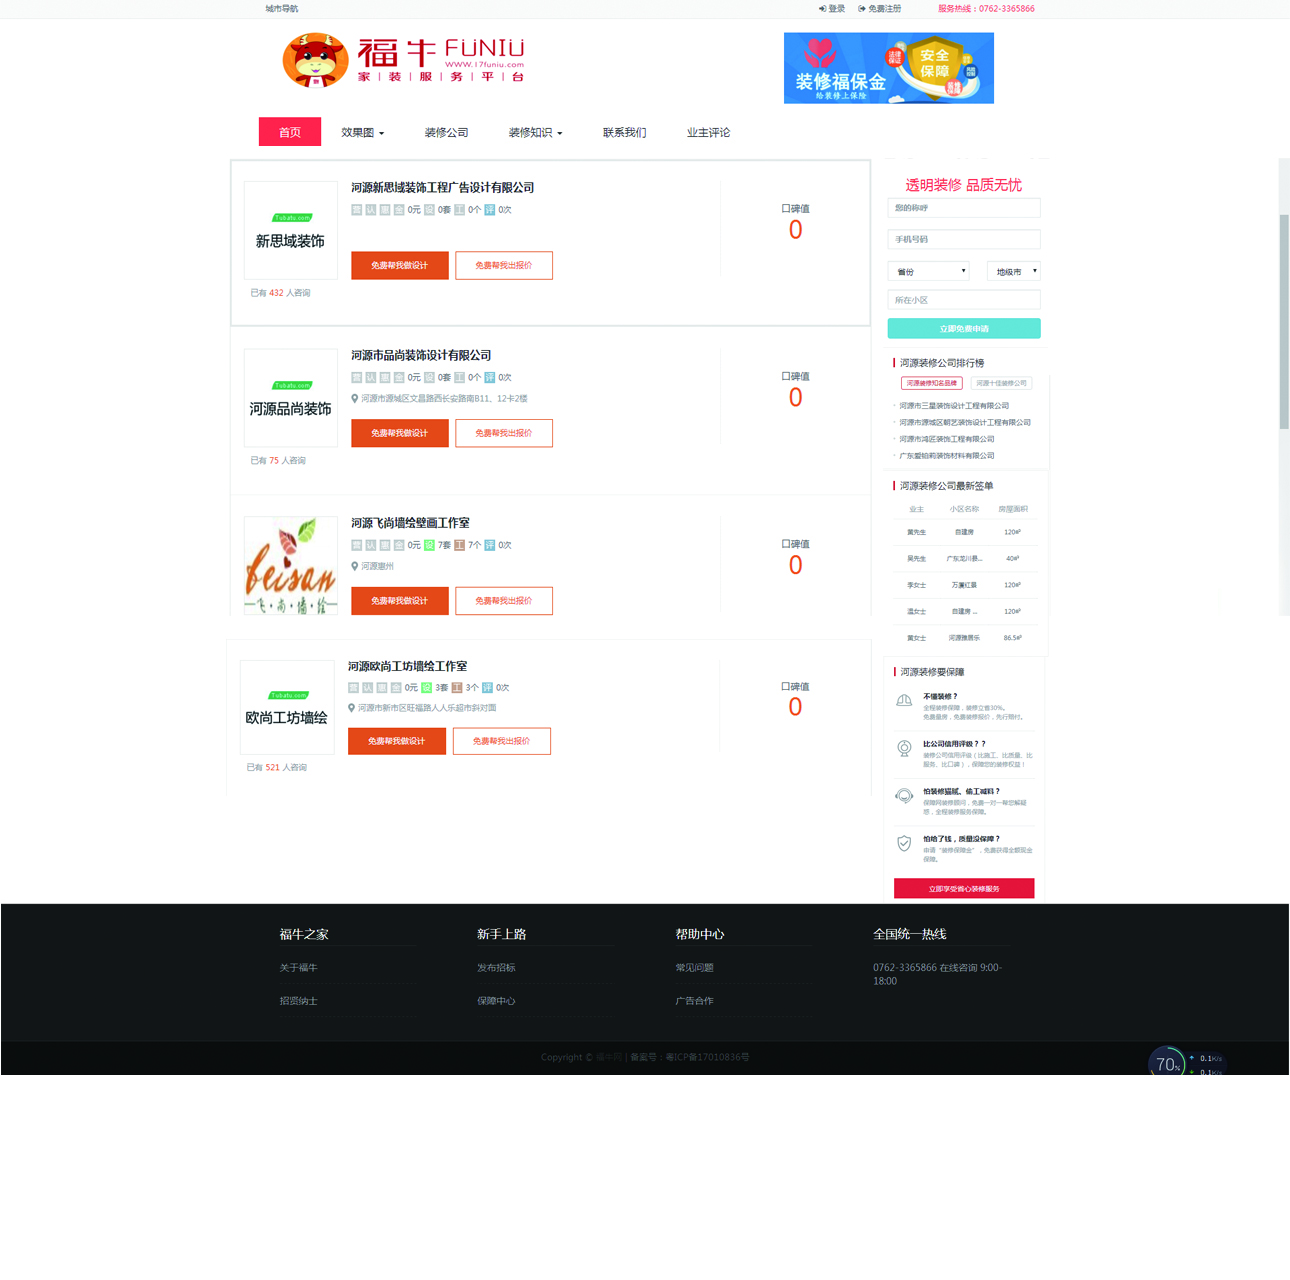 城市导航
登录 免费注册 服务热线：0762-3365866
福牛 FUNIU
WWW.17funiu.com
家 | 装 | 服 | 务 | 平 | 台
装修福保金
给装修上保险
安全
保障
首页 效果图 装修公司 装修知识 联系我们 业主评论
河源新思域装饰工程广告设计有限公司
Tubatu.com
新思域装饰
0元 设 0套 工 0个 评 0次
口碑值
0
免费帮我做设计 免费帮我出报价
已有 432 人咨询
河源市品尚装饰设计有限公司
Tubatu.com
河源品尚装饰
0元 设 0套 工 0个 评 0次
河源市源城区文昌路西长安路南B11、12卡2楼
口碑值
0
免费帮我做设计 免费帮我出报价
已有 75 人咨询
河源飞尚墙绘壁画工作室
beisan
飞·尚·墙·绘
0元 设 7套 工 7个 评 0次
河源惠州
口碑值
0
免费帮我做设计 免费帮我出报价
河源欧尚工坊墙绘工作室
Tubatu.com
欧尚工坊墙绘
0元 设 3套 工 3个 评 0次
河源市新市区旺福路人人乐超市斜对面
口碑值
0
免费帮我做设计 免费帮我出报价
已有 521 人咨询
透明装修 品质无忧
您的称呼
手机号码
省份 地级市
所在小区
立即免费申请
河源装修公司排行榜
河源装修知名品牌 河源十佳装修公司
河源市三星装饰设计工程有限公司
河源市源城区朝艺装饰设计工程有限公司
河源市鸿匠装饰工程有限公司
广东爱铂莉装饰材料有限公司
河源装修公司最新签单
业主 小区名称 房屋面积
黄先生 自建房 120㎡
吴先生 广东龙川县... 40㎡
李女士 万廈红景 120㎡
温女士 自建房 ... 120㎡
黄女士 河源雅居乐 86.5㎡
河源装修要保障
不懂装修？
全程装修保障，装修立省30%。
免费量房，免费装修报价，先行赔付。
比公司信用评级？？
装修公司信用评级（比施工、比质量、比
服务、比口碑），保障您的装修权益！
怕装修猫腻、偷工减料？
保障网装修顾问，免费一对一帮您解疑
惑，全程装修服务保障。
怕给了钱，质量没保障？
申请“装修保障金”，免费获得全额现金
保障。
立即享受省心装修服务
福牛之家 新手上路 帮助中心 全国统一热线
关于福牛 发布招标 常见问题 0762-3365866 在线咨询 9:00-
18:00
招贤纳士 保障中心 广告合作
Copyright © 福牛网 | 备案号：粤ICP备17010836号
70% 0.1K/s
0.1K/s